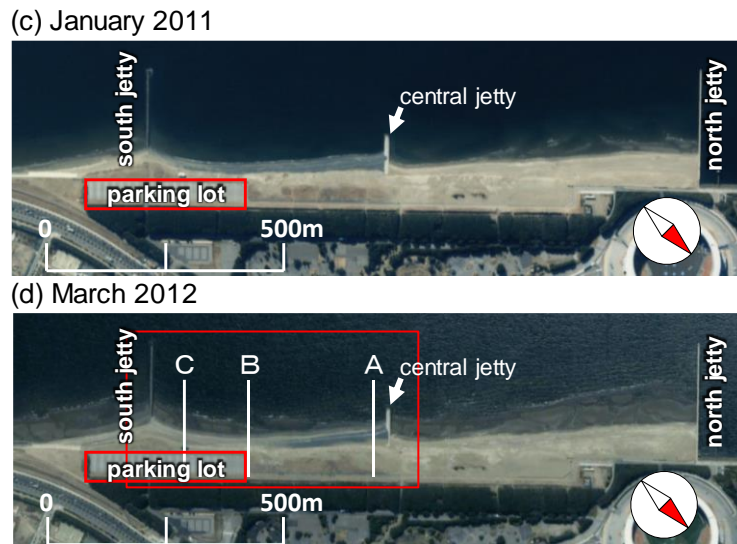 (c) January 2011
south jetty
central jetty
north jetty
parking lot
0
500m
(d) March 2012
south jetty
C
B
A
central jetty
north jetty
parking lot
0
500m